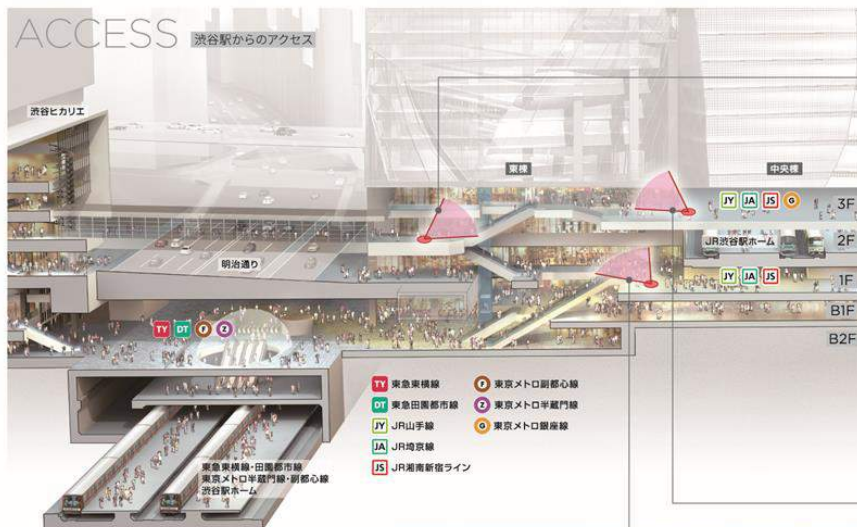 ACCESS 渋谷駅からのアクセス
渋谷ヒカリエ
東棟
中央棟
JY JA JS G
3F
2F
JR渋谷駅ホーム
明治通り
JY JA JS
1F
B1F
B2F
TY DT F Z
TY 東急東横線
F 東京メトロ副都心線
DT 東急田園都市線
Z 東京メトロ半蔵門線
JY JR山手線
G 東京メトロ銀座線
JA JR埼京線
JS JR湘南新宿ライン
東急東横線・田園都市線
東京メトロ半蔵門線・副都心線
渋谷駅ホーム